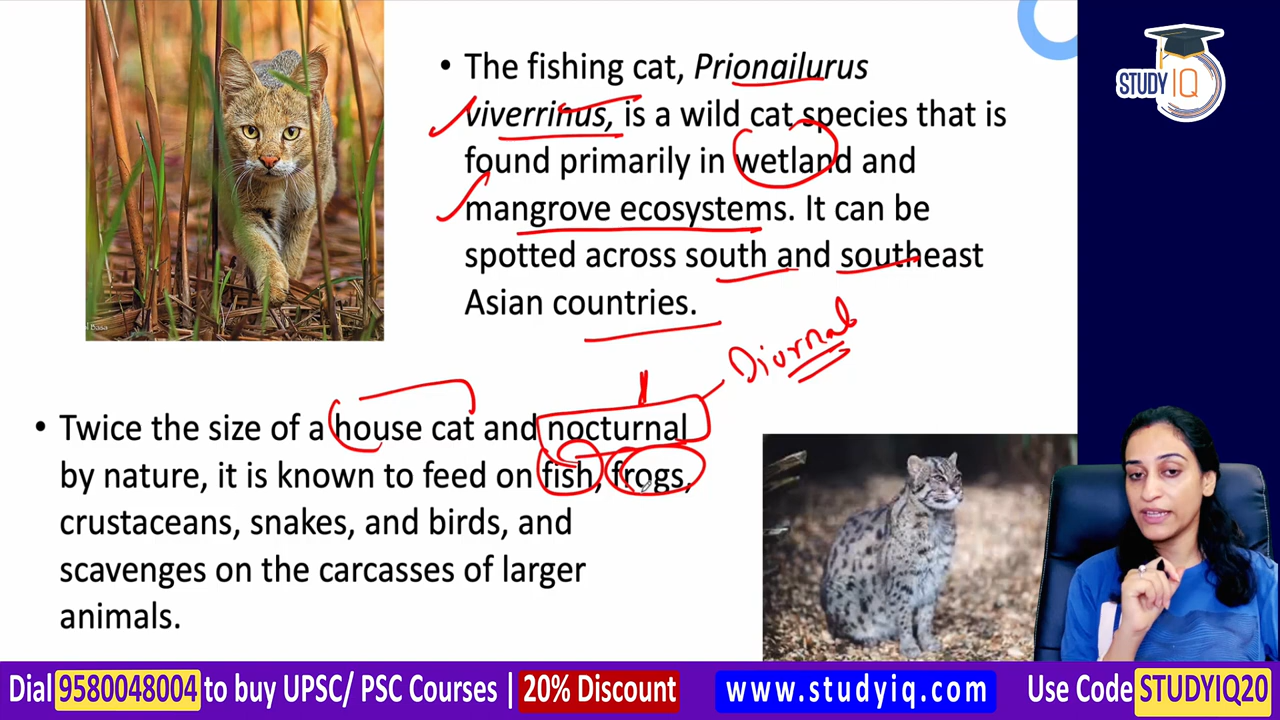 STUDY IQ
• The fishing cat, Prionailurus
viverrinus, is a wild cat species that is
found primarily in wetland and
mangrove ecosystems. It can be
spotted across south and southeast
Asian countries.
Diurnal
• Twice the size of a house cat and nocturnal
by nature, it is known to feed on fish, frogs,
crustaceans, snakes, and birds, and
scavenges on the carcasses of larger
animals.
Dial 9580048004 to buy UPSC/ PSC Courses | 20% Discount www.studyiq.com Use Code STUDYIQ20